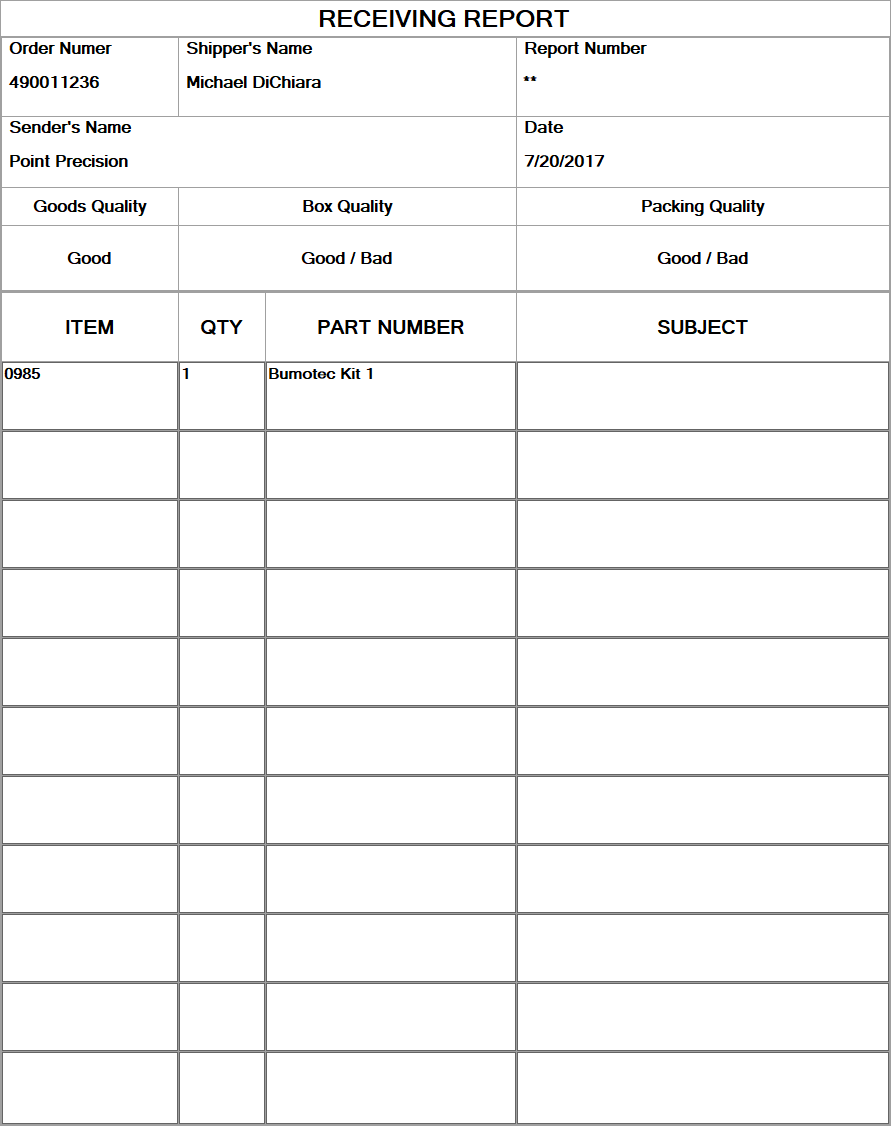 RECEIVING REPORT
Order Numer Shipper's Name Report Number
490011236 Michael DiChiara **
Sender's Name Date
Point Precision 7/20/2017
Goods Quality Box Quality Packing Quality
Good Good / Bad Good / Bad
ITEM QTY PART NUMBER SUBJECT
0985 1 Bumotec Kit 1